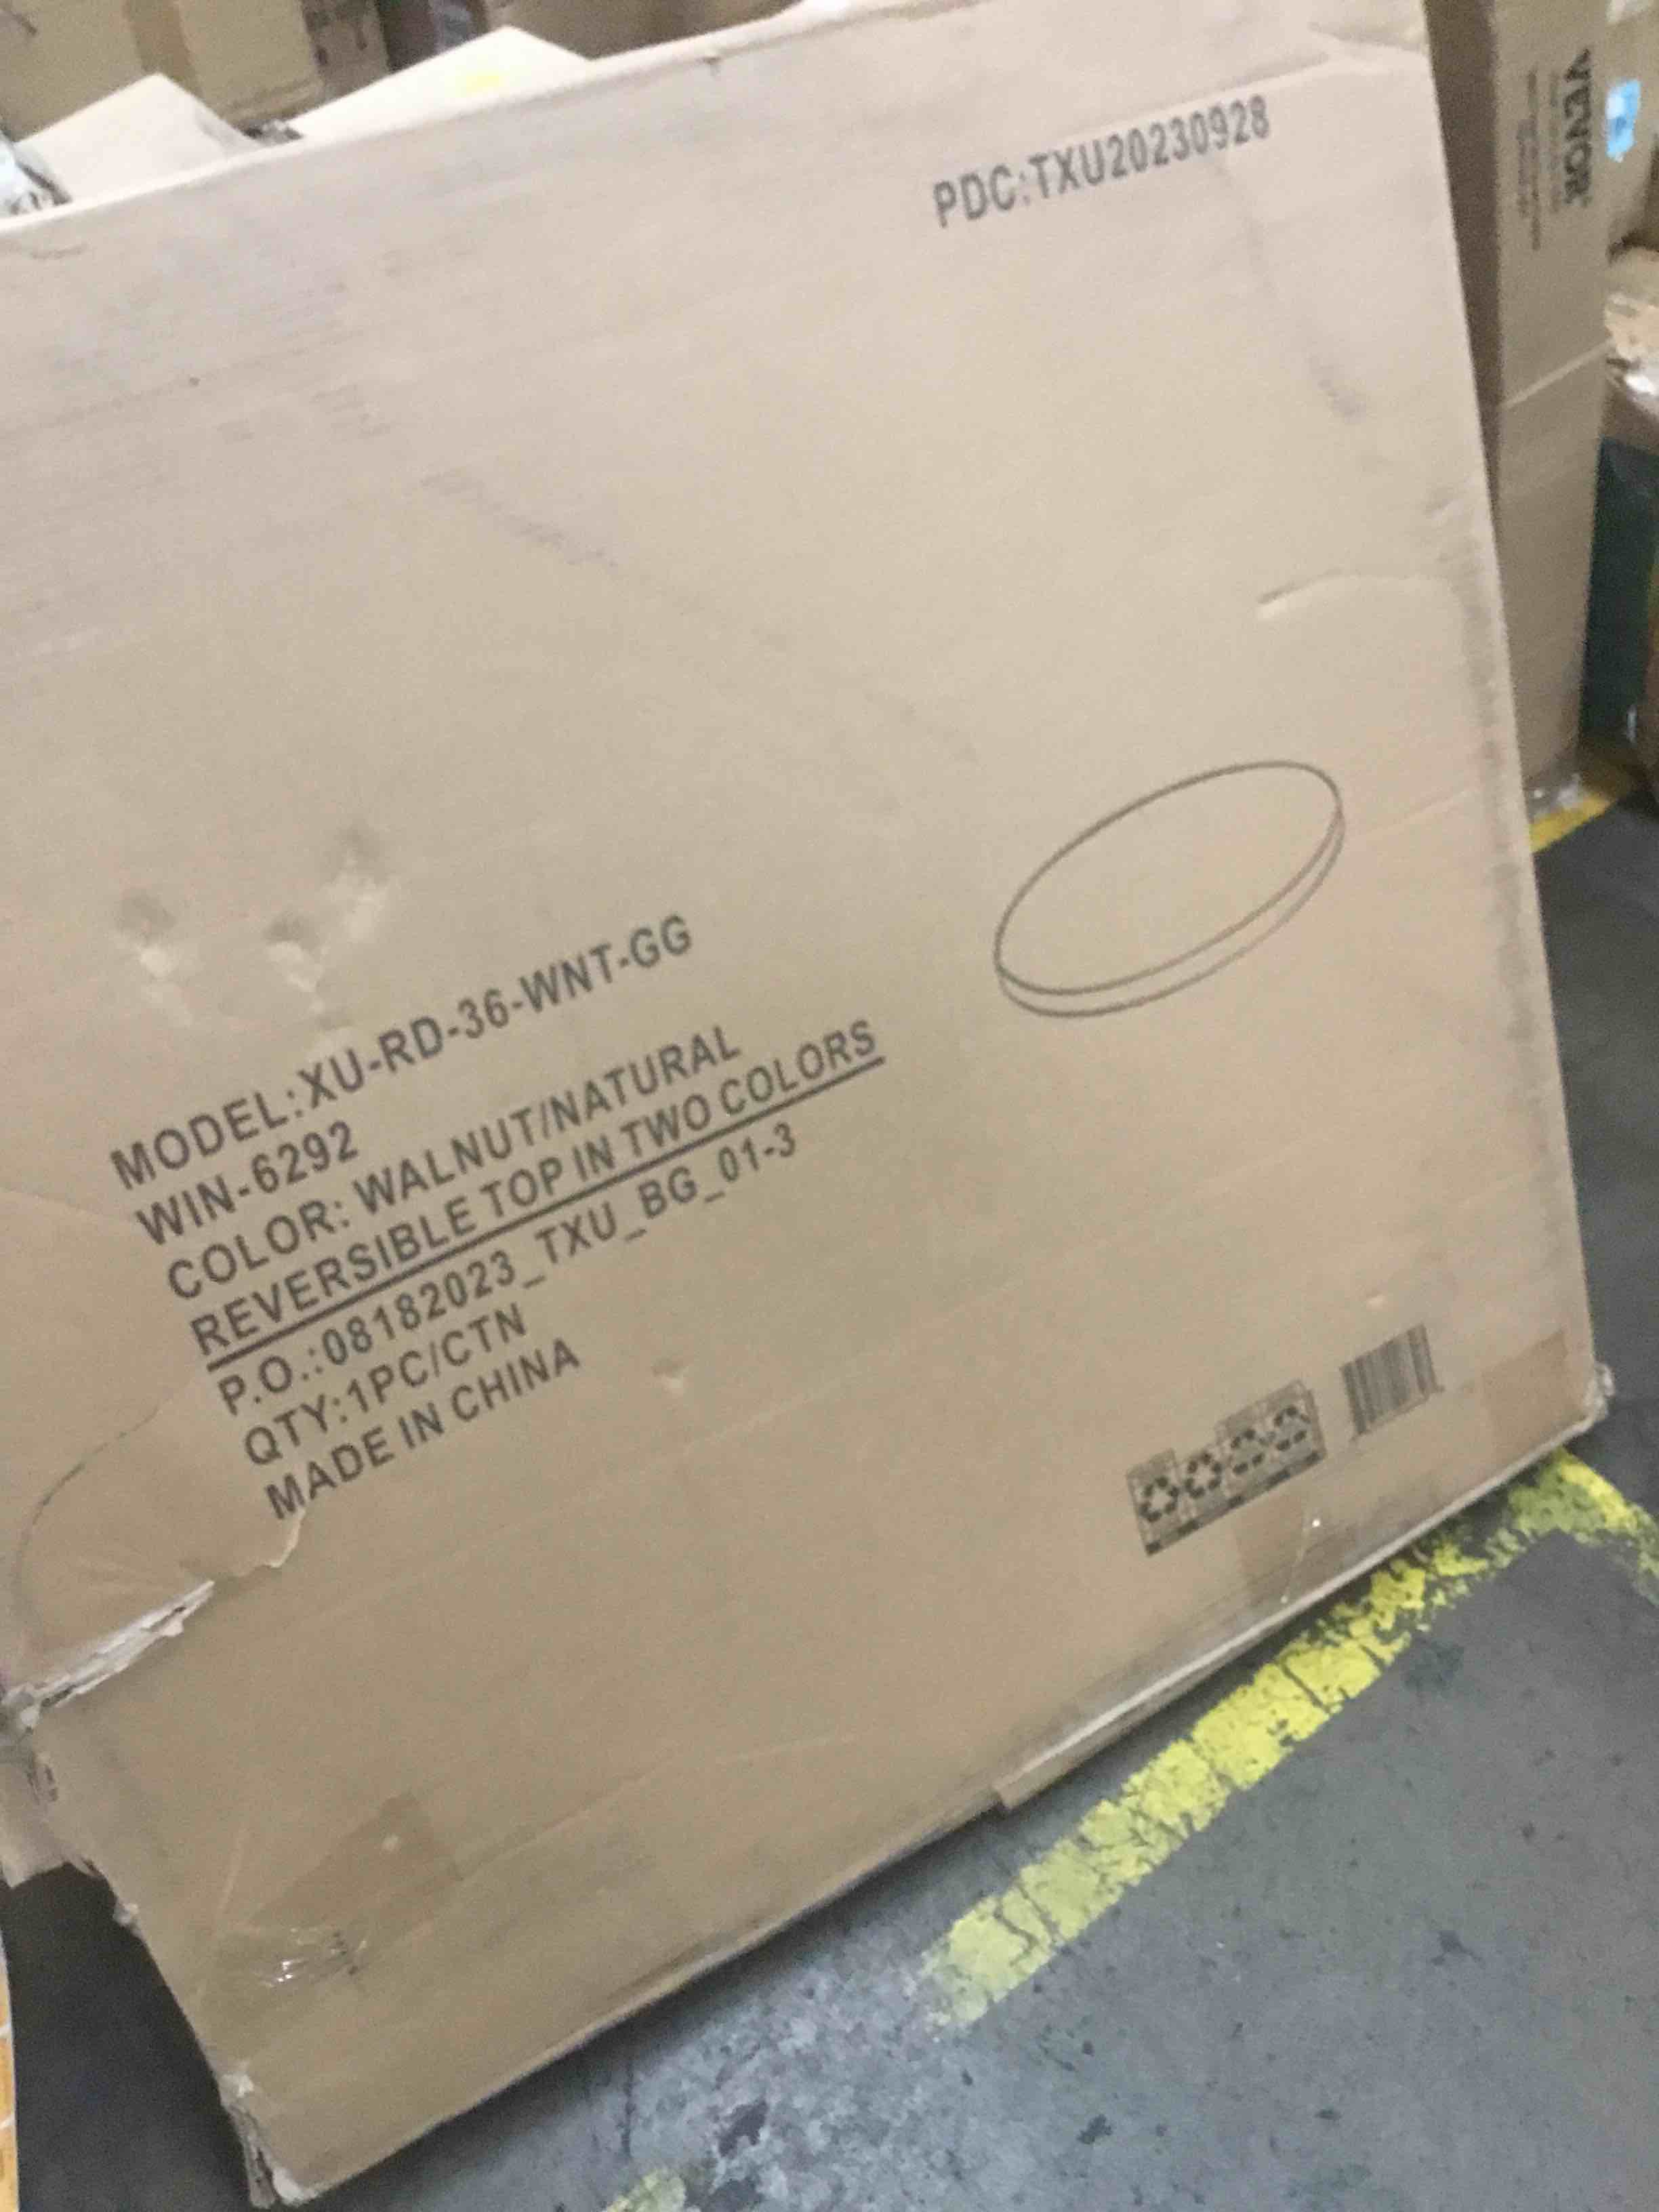 PDC:TXU20230928
VEVOR
MODEL:XU-RD-36-WNT-GG
WIN-6292
COLOR: WALNUT/NATURAL
REVERSIBLE TOP IN TWO COLORS
P.O.:08182023_TXU_BG_01-3
QTY:1PC/CTN
MADE IN CHINA